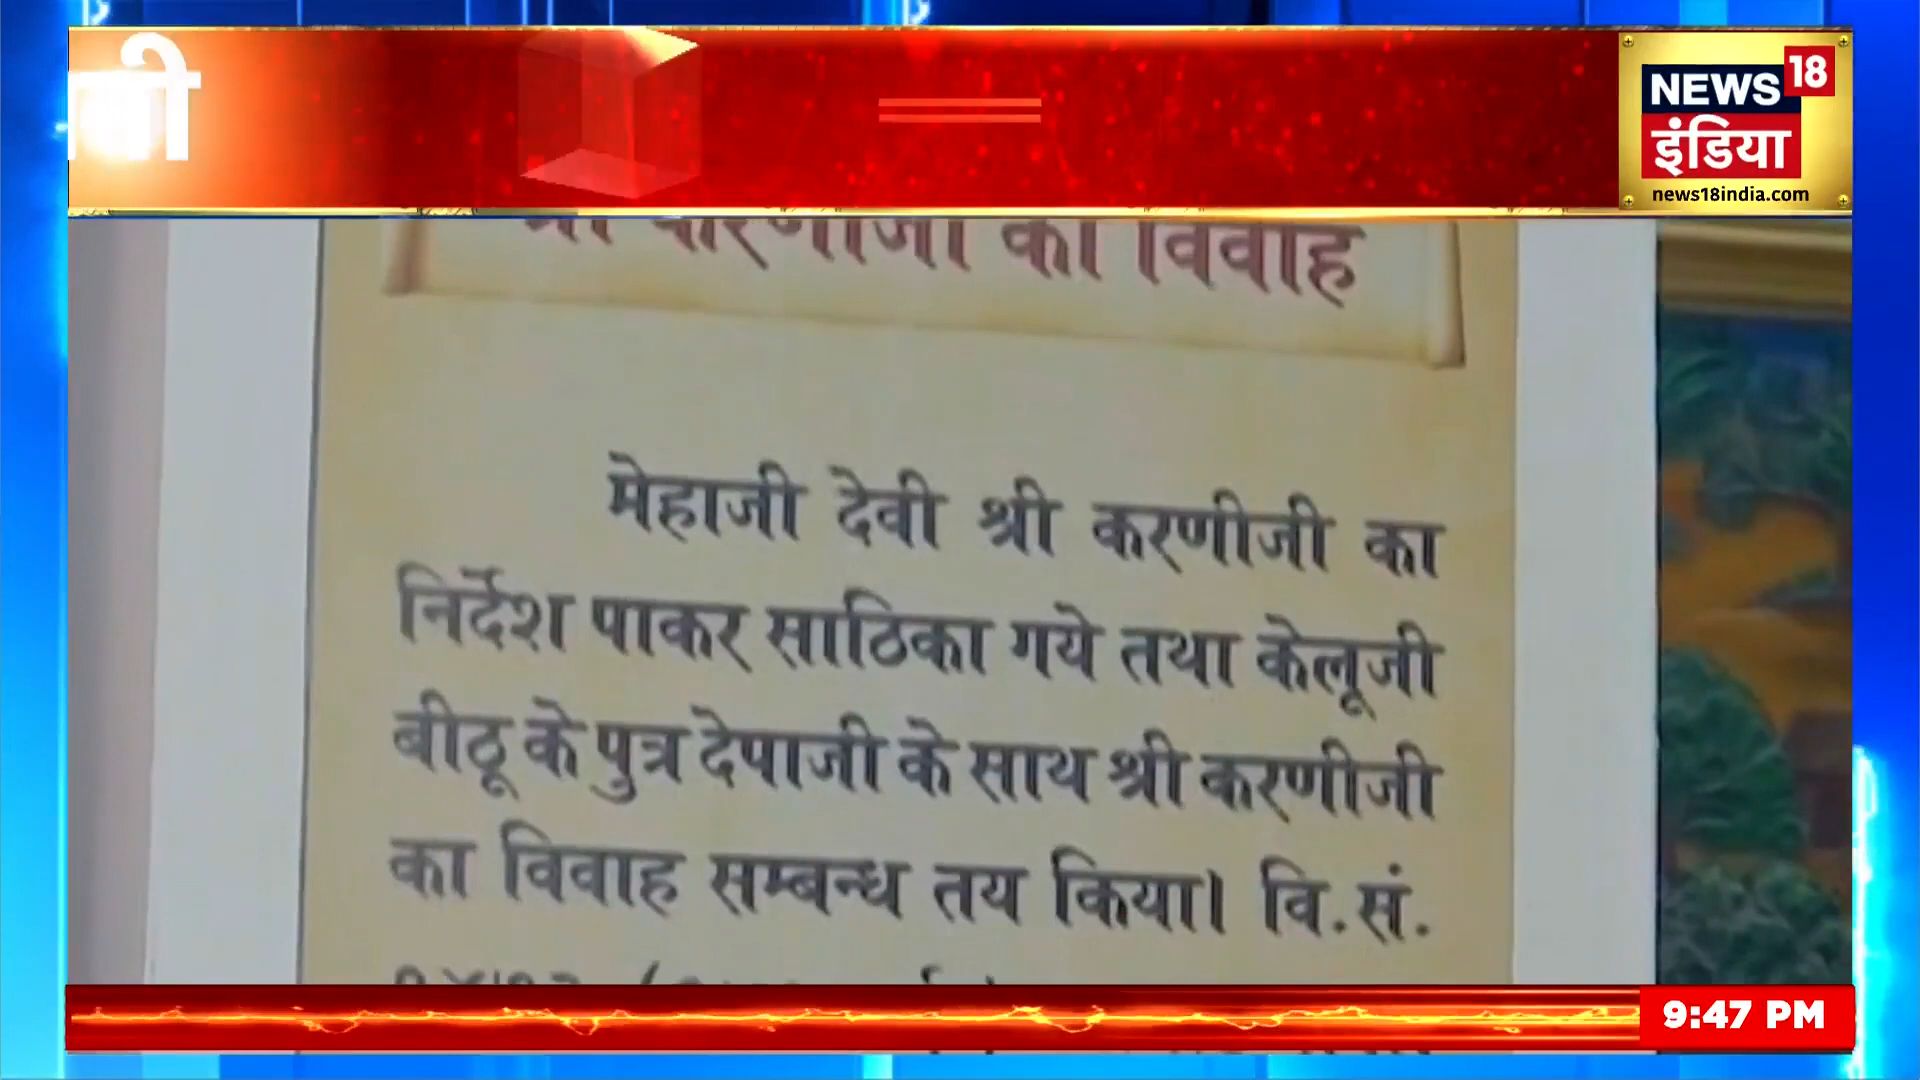 NEWS 18
इंडिया
news18india.com
का विवाह
मेहाजी देवी श्री करणीजी का
निर्देश पाकर साठिका गये तथा केलूजी
बीठू के पुत्र देपाजी के साथ श्री करणीजी
का विवाह सम्बन्ध तय किया। वि.सं.
9:47 PM